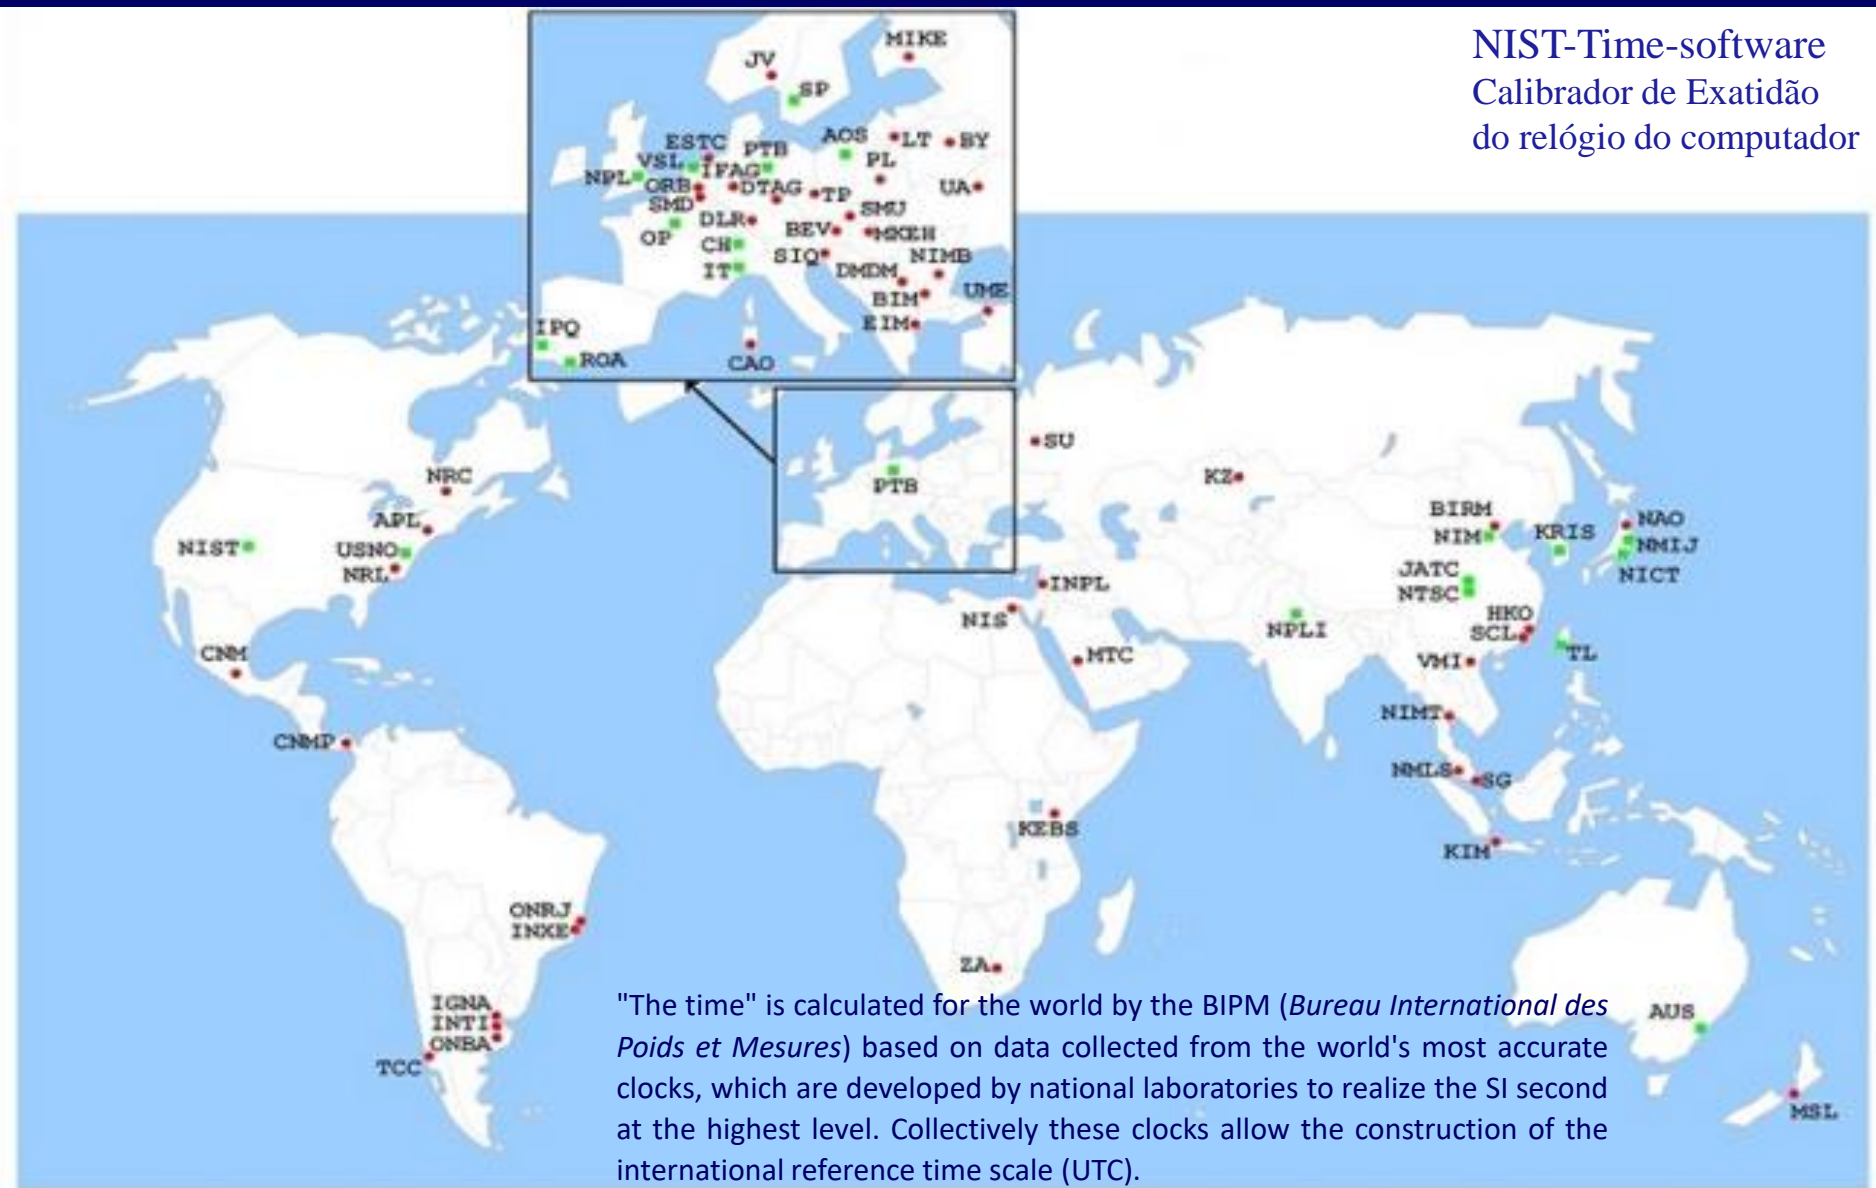 NIST-Time-software
Calibrador de Exatidão
do relógio do computador
MIKE
JV
SP
AOS
LT
BY
ESTC
PTB
VSL
IFAG
PL
NPL
ORB
DTAG
TP
UA
SMD
SMU
DLR
OP
BEV
MKEH
CH
SIQ
NIMB
IT
DMDM
BIM
UME
EIM
IPQ
ROA
CAO
SU
PTB
KZ
NRC
APL
NIST
USNO
NRL
BIRM
NIM
KRIS
NAO
NMIJ
NICT
INPL
JATC
NTSC
NIS
NPLI
HKO
SCL
TL
CNM
MTC
VMI
NIMT
CNMP
NMLS
SG
KEBS
KIM
ONRJ
INXE
ZA
IGNA
INTI
ONBA
TCC
AUS
MSL
"The time" is calculated for the world by the BIPM (Bureau International des
Poids et Mesures) based on data collected from the world's most accurate
clocks, which are developed by national laboratories to realize the SI second
at the highest level. Collectively these clocks allow the construction of the
international reference time scale (UTC).